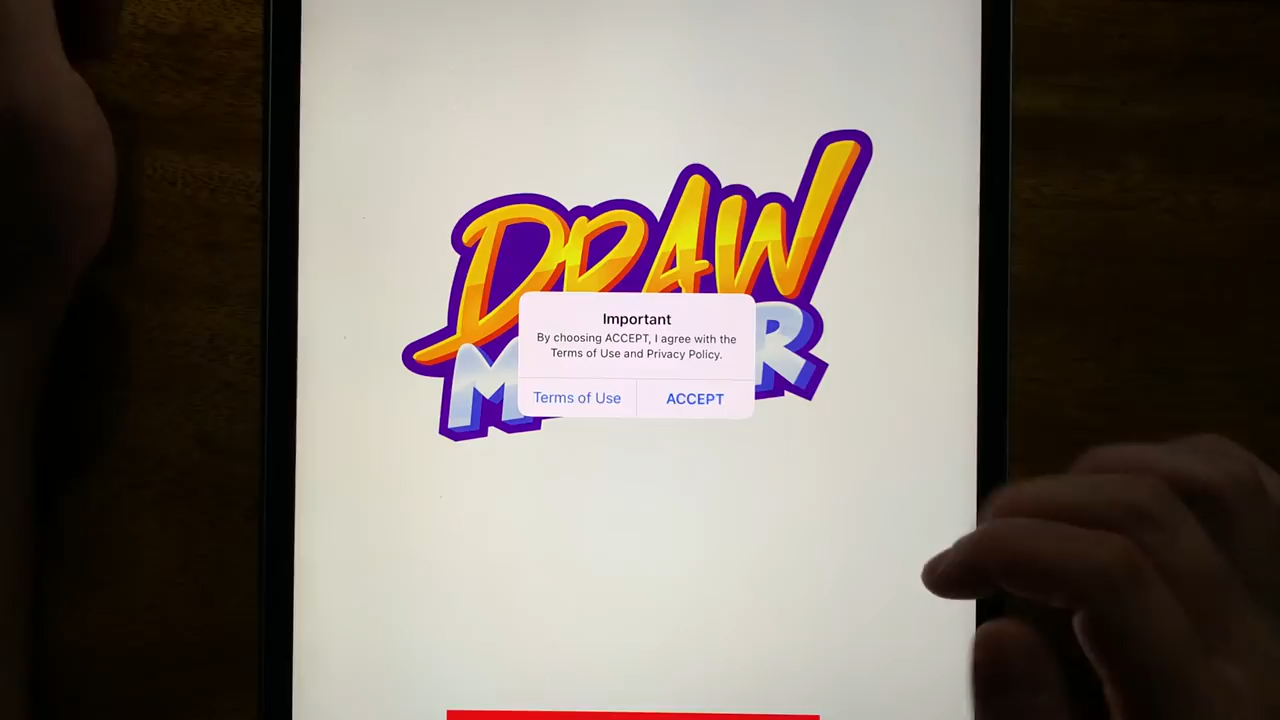 DRAW
Important
By choosing ACCEPT, I agree with the
Terms of Use and Privacy Policy.
Terms of Use
ACCEPT